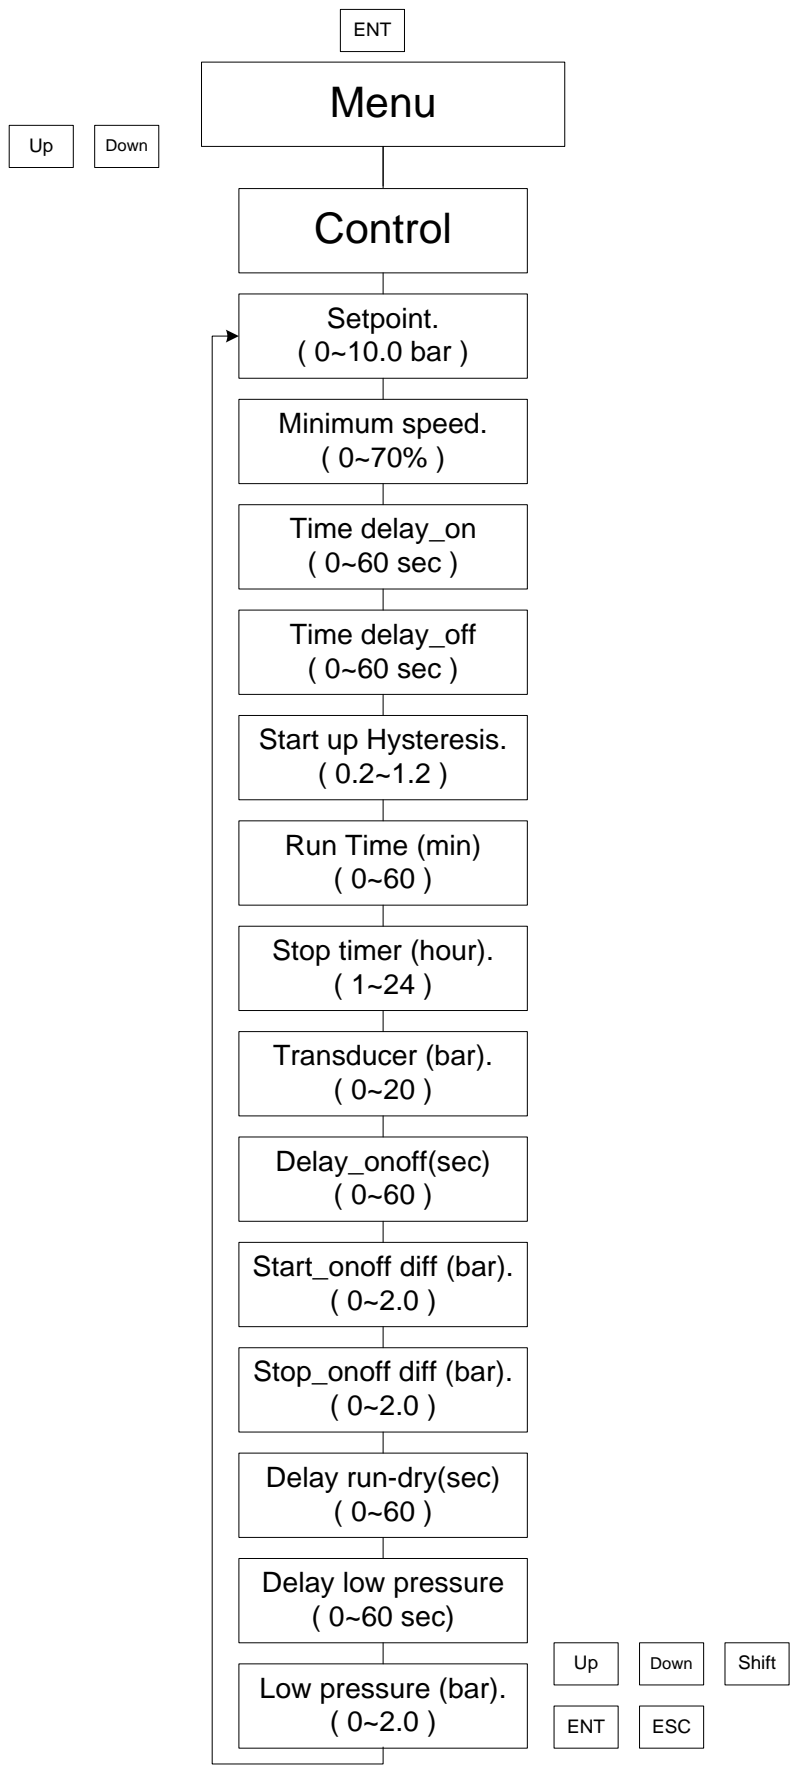 ENT
Menu
Up
Down
Control
Setpoint.
( 0~10.0 bar )
Minimum speed.
( 0~70% )
Time delay_on
( 0~60 sec )
Time delay_off
( 0~60 sec )
Start up Hysteresis.
( 0.2~1.2 )
Run Time (min)
( 0~60 )
Stop timer (hour).
( 1~24 )
Transducer (bar).
( 0~20 )
Delay_onoff(sec)
( 0~60 )
Start_onoff diff (bar).
( 0~2.0 )
Stop_onoff diff (bar).
( 0~2.0 )
Delay run-dry(sec)
( 0~60 )
Delay low pressure
( 0~60 sec)
Low pressure (bar).
( 0~2.0 )
Up
Down
Shift
ENT
ESC